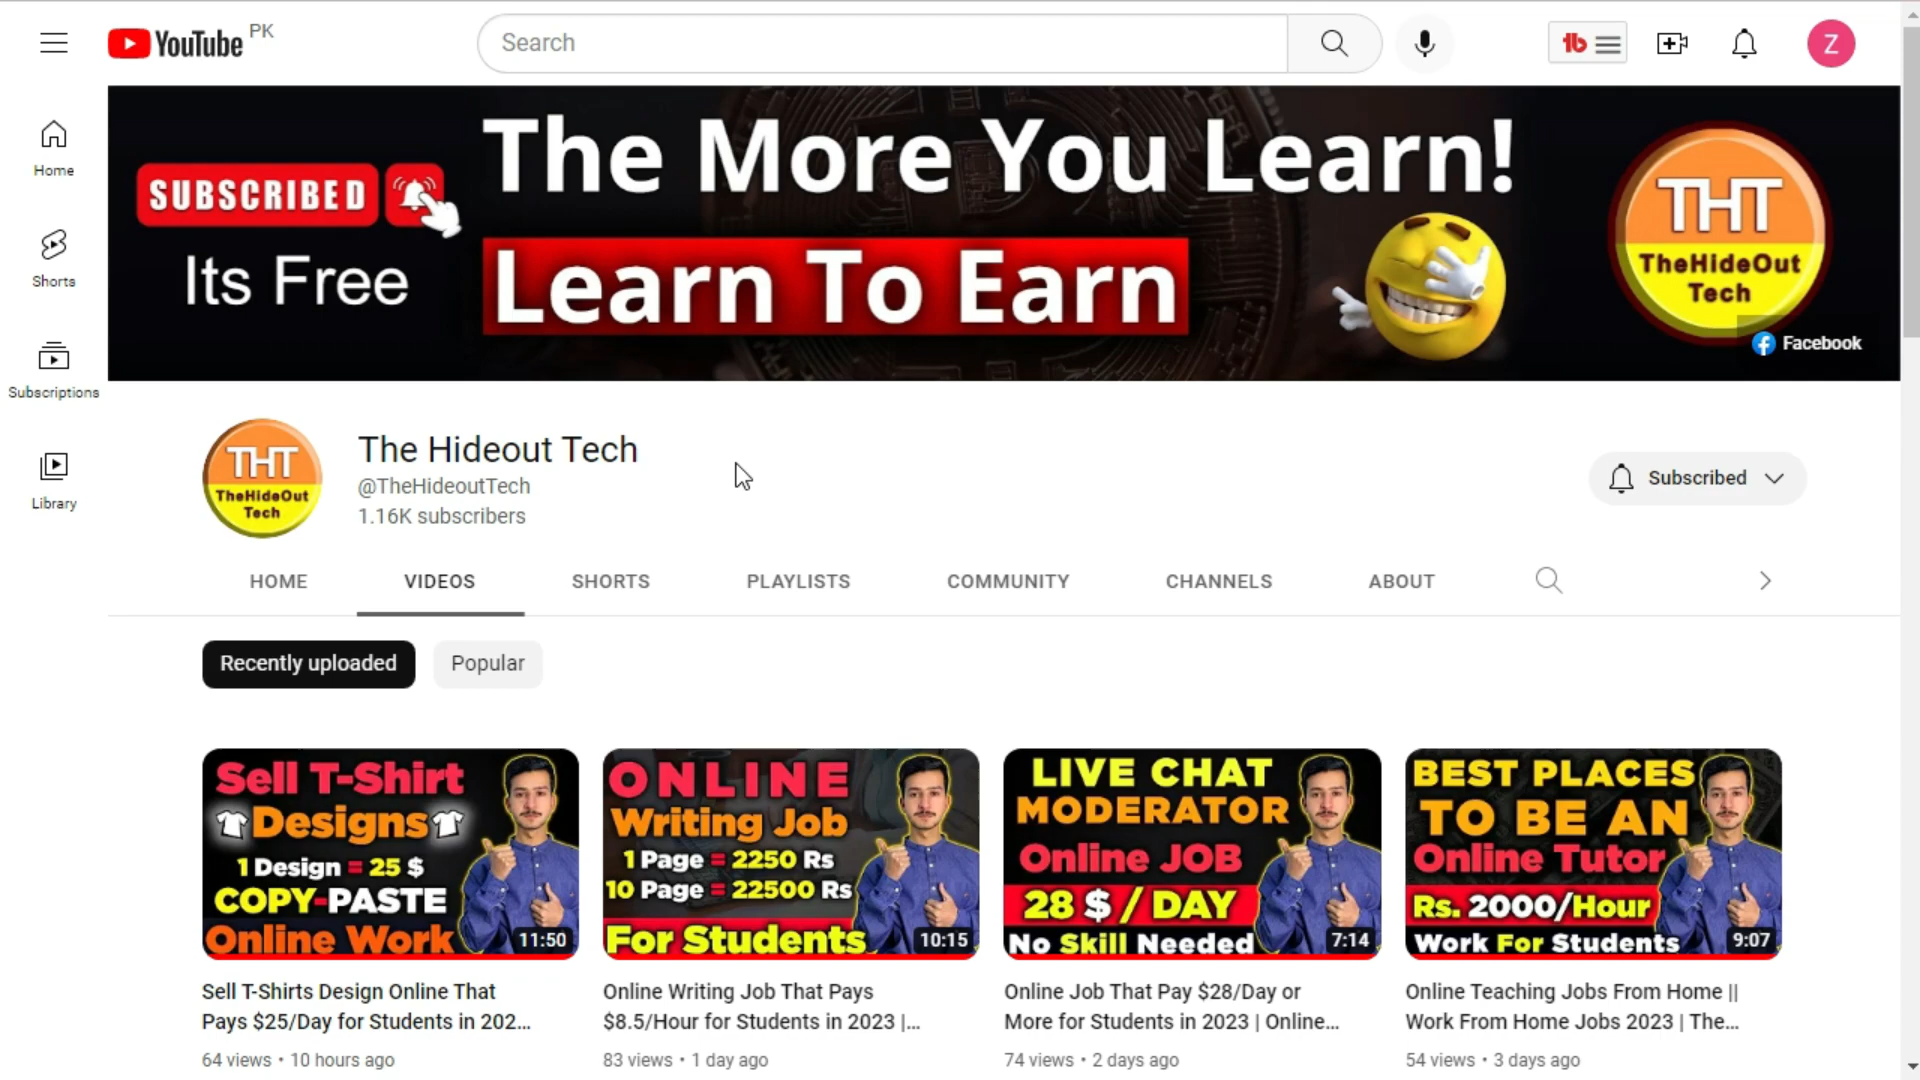 YouTube PK
Search
tb
Z
Home
Shorts
Subscriptions
Library
SUBSCRIBED
Its Free
The More You Learn!
Learn To Earn
THT
TheHideOut
Tech
Facebook
THT
TheHideOut
Tech
The Hideout Tech
@TheHideoutTech
1.16K subscribers
Subscribed
HOME
VIDEOS
SHORTS
PLAYLISTS
COMMUNITY
CHANNELS
ABOUT
Recently uploaded
Popular
Sell T-Shirt
Designs
1 Design = 25 $
COPY-PASTE
Online Work
11:50
Sell T-Shirts Design Online That
Pays $25/Day for Students in 202...
64 views • 10 hours ago
ONLINE
Writing Job
1 Page = 2250 Rs
10 Page = 22500 Rs
For Students
10:15
Online Writing Job That Pays
$8.5/Hour for Students in 2023 |...
83 views • 1 day ago
LIVE CHAT
MODERATOR
Online JOB
28 $ / DAY
No Skill Needed
7:14
Online Job That Pay $28/Day or
More for Students in 2023 | Online...
74 views • 2 days ago
BEST PLACES
TO BE AN
Online Tutor
Rs. 2000/Hour
Work For Students
9:07
Online Teaching Jobs From Home ||
Work From Home Jobs 2023 | The...
54 views • 3 days ago